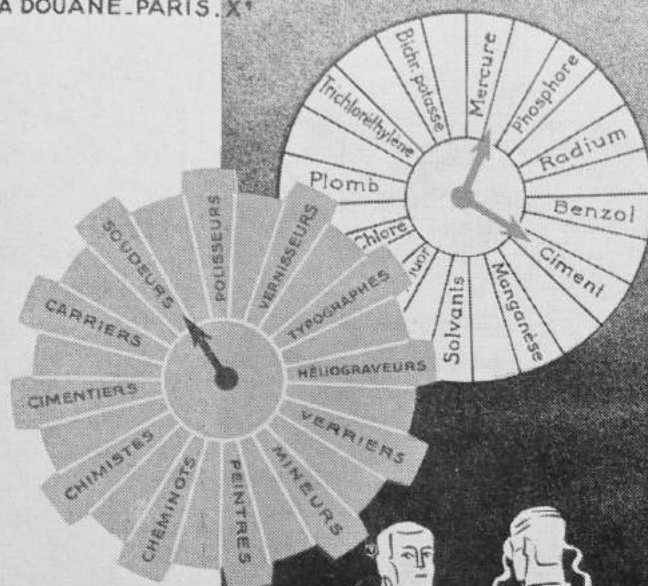 A DOUANE_PARIS.Xᵉ
Bichr. potasse
Mercure
Phosphore
Radium
Benzol
Ciment
Manganèse
Solvants
Chlore
Plomb
Trichloréthylène
POLISSEURS
VERNISSEURS
TYPOGRAPHES
HÉLIOGRAVEURS
VERRIERS
MINEURS
PEINTRES
CHEMINOTS
CHIMISTES
CIMENTIERS
CARRIERS
SOUDEURS